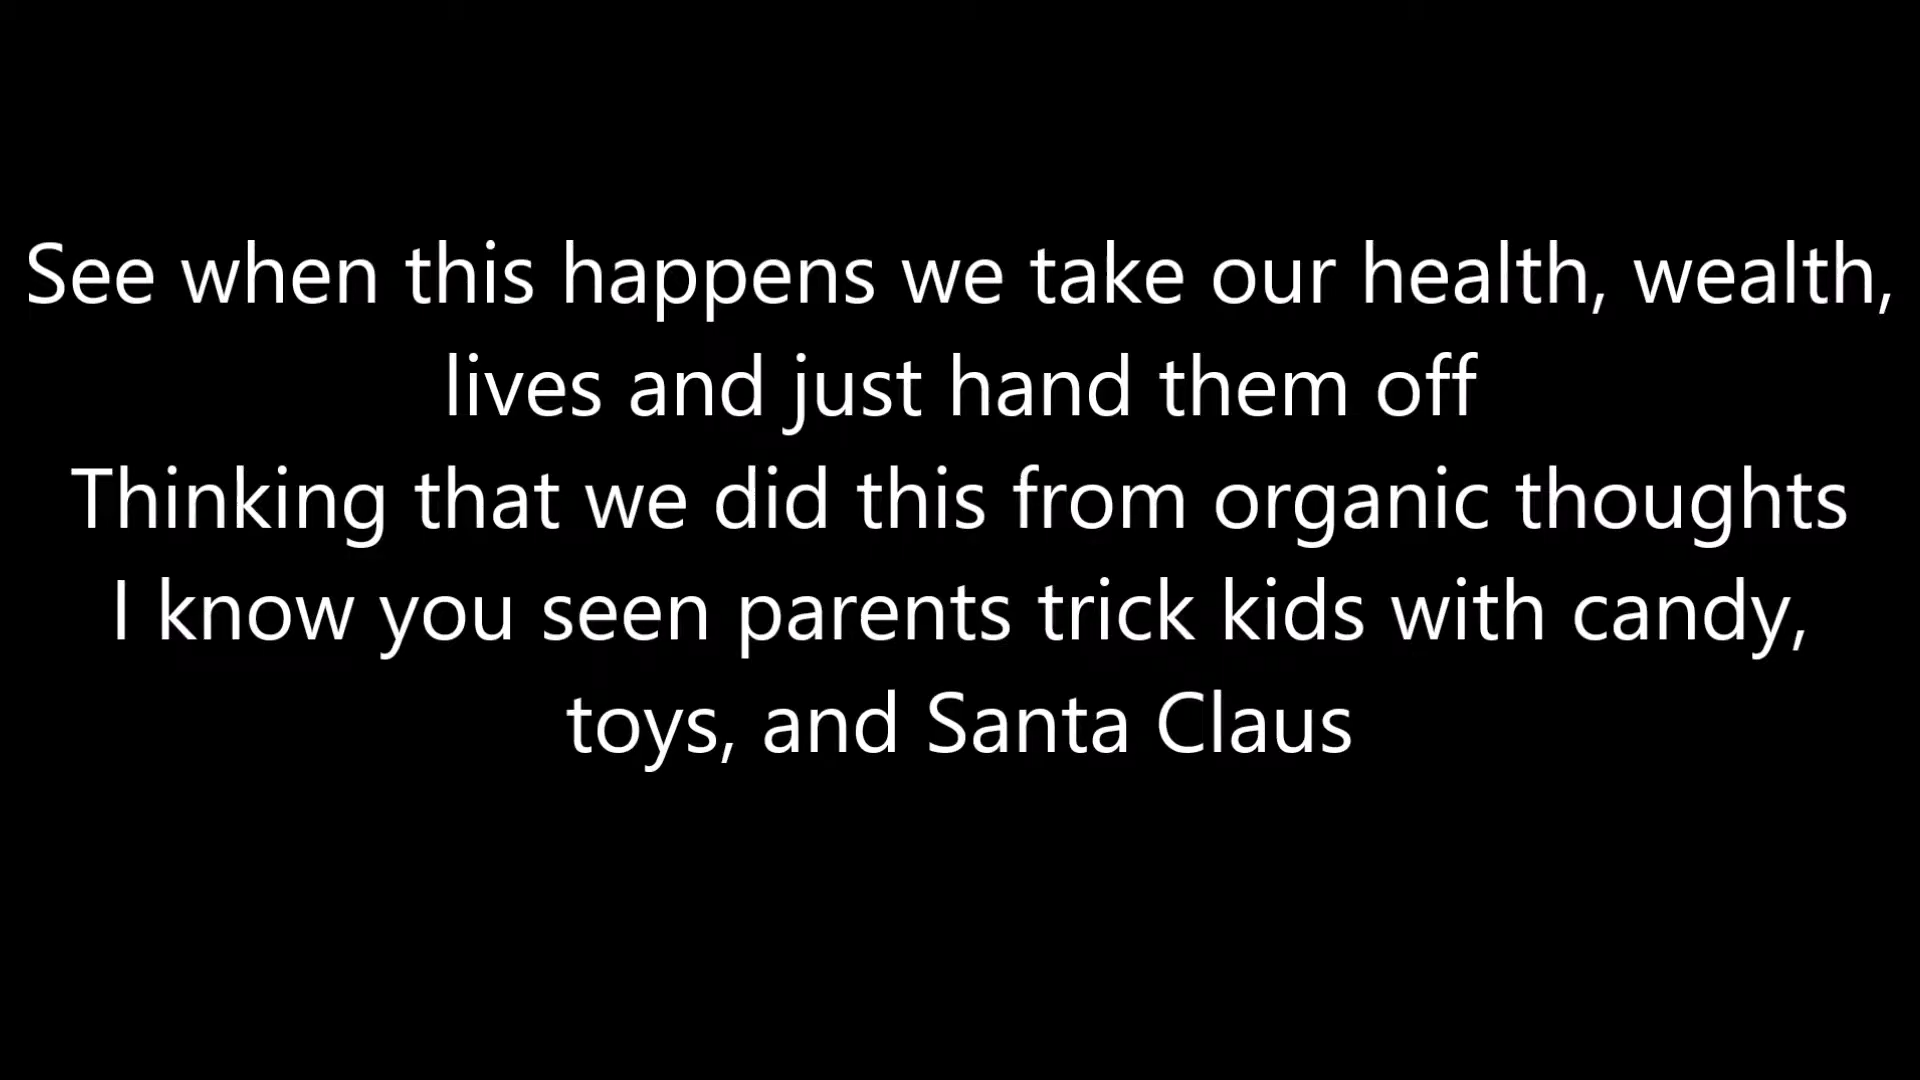 See when this happens we take our health, wealth,
lives and just hand them off
Thinking that we did this from organic thoughts
I know you seen parents trick kids with candy,
toys, and Santa Claus